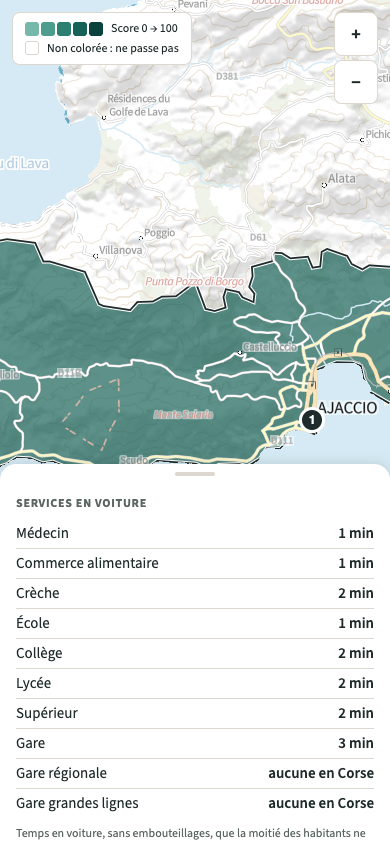 Pevani
Score 0 → 100
Non colorée : ne passe pas
+
−
D381
Résidences du
Golfe de Lava
u di Lava
Alata
Poggio
D61
Villanova
Punta Pozzo di Borgo
Castelluccio
D111B
Monte Salario
AJACCIO
1
D111
Scudo
SERVICES EN VOITURE
Médecin 1 min
Commerce alimentaire 1 min
Crèche 2 min
École 1 min
Collège 2 min
Lycée 2 min
Supérieur 2 min
Gare 3 min
Gare régionale aucune en Corse
Gare grandes lignes aucune en Corse
Temps en voiture, sans embouteillages, que la moitié des habitants ne